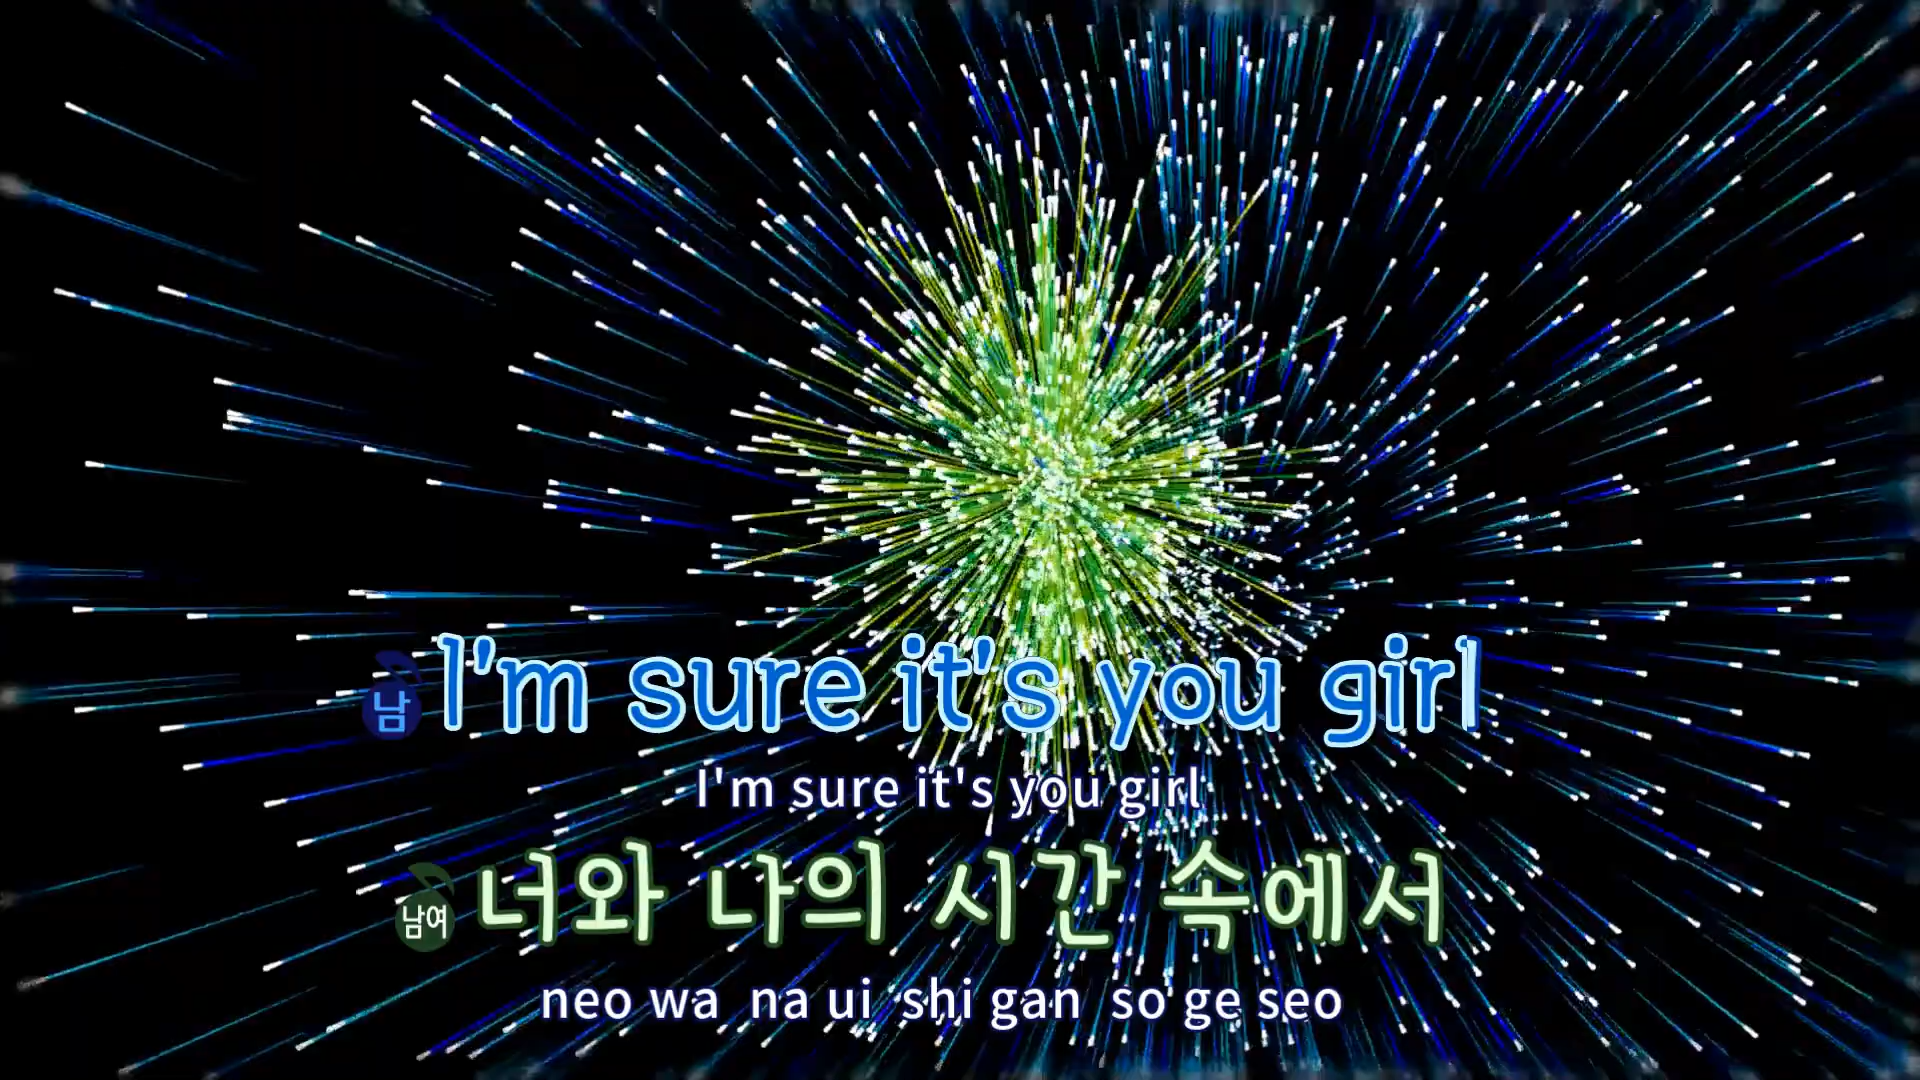 남 I'm sure it's you girl
I'm sure it's you girl
남여 너와 나의 시간 속에서
neo wa na ui shi gan so ge seo